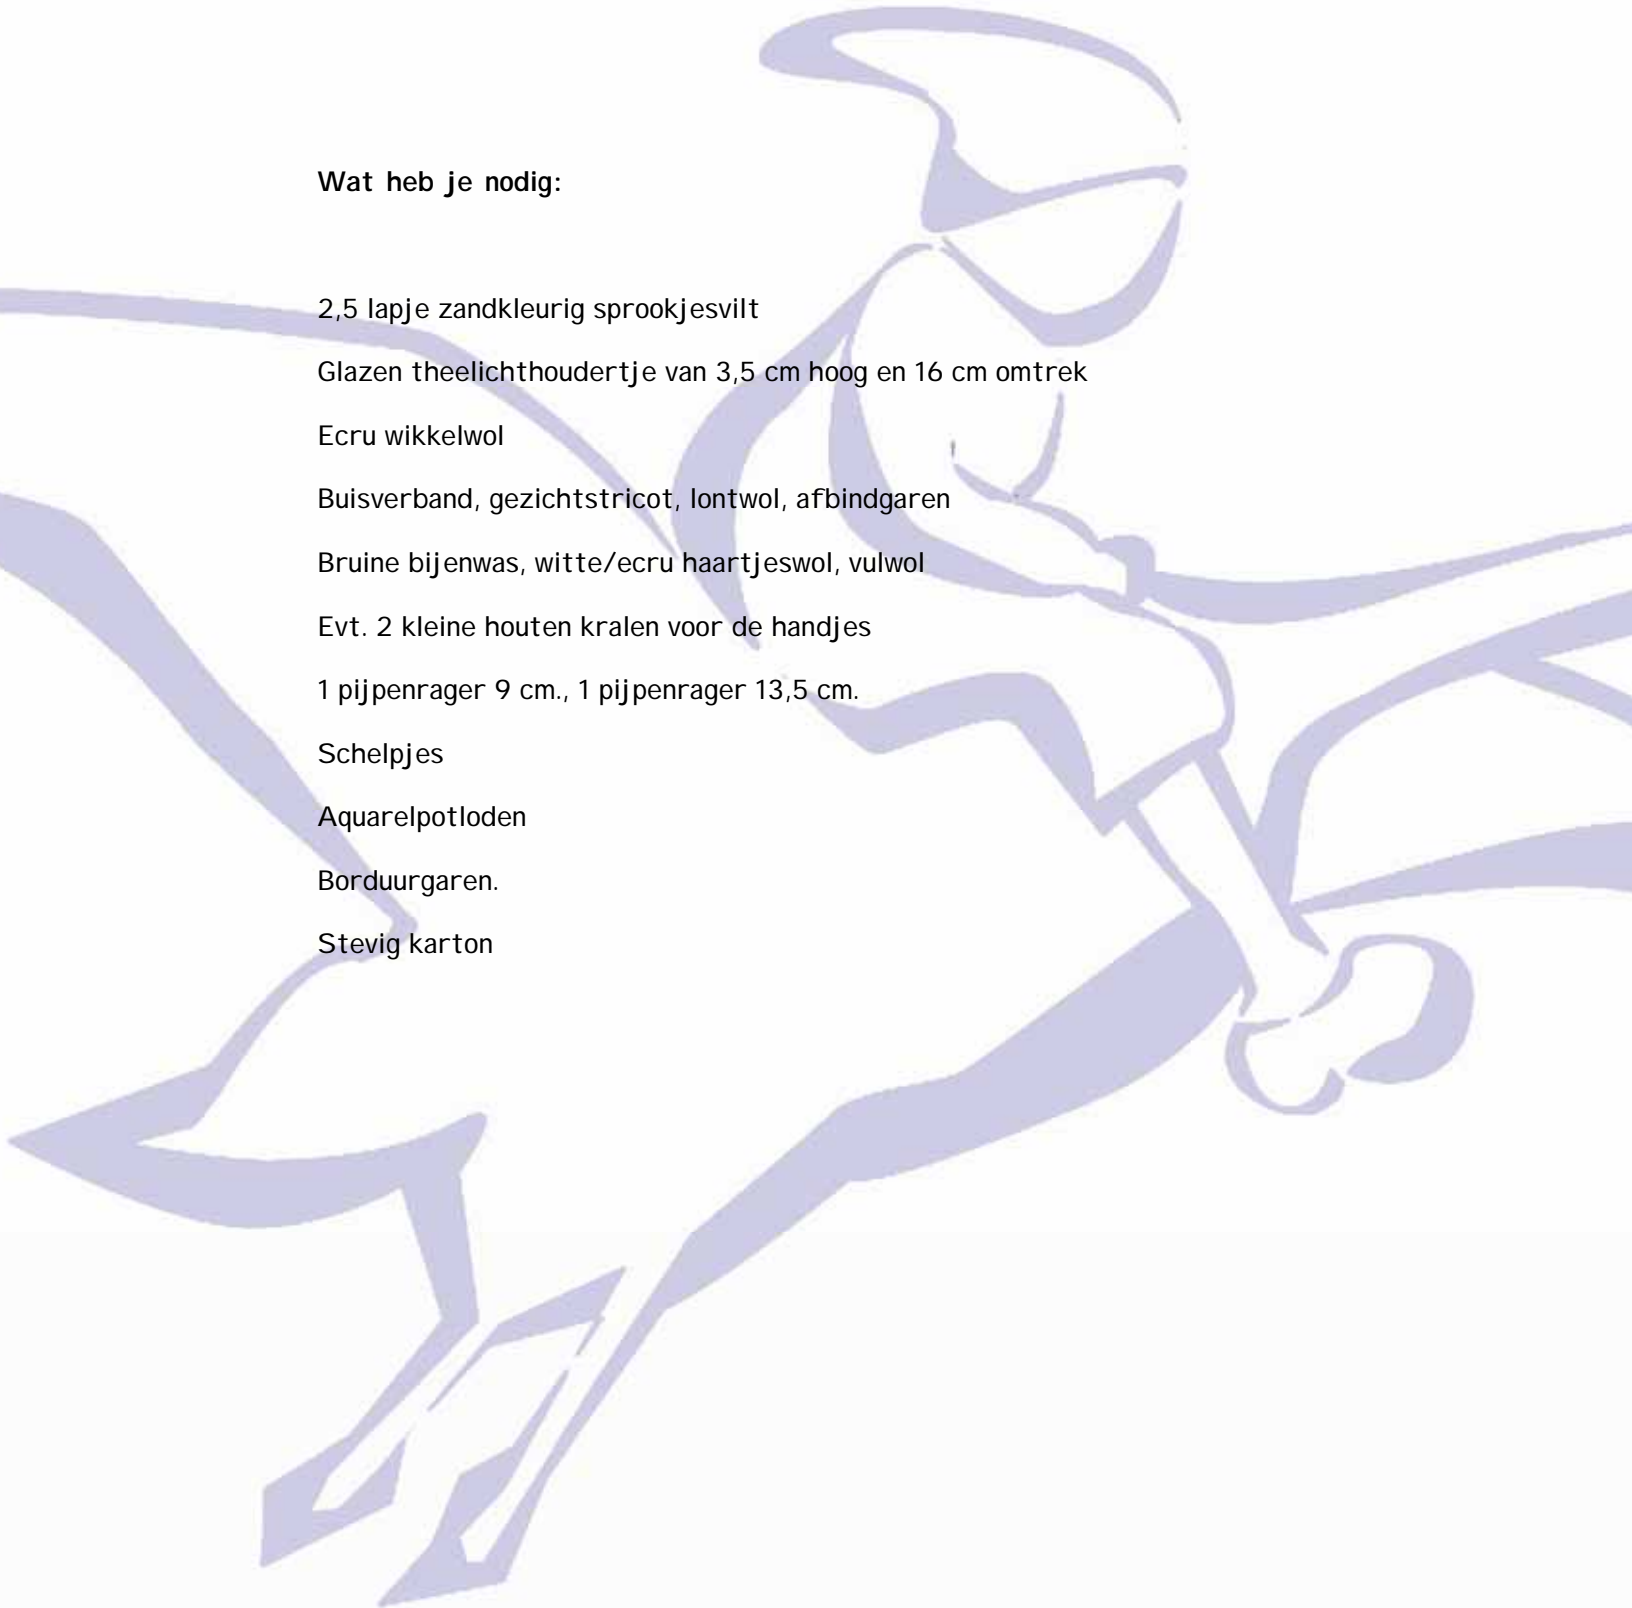 Wat heb je nodig:
2,5 lapje zandkleurig sprookjesvilt
Glazen theelichthoudertje van 3,5 cm hoog en 16 cm omtrek
Ecru wikkelwol
Buisverband, gezichtstricot, lontwol, afbindgaren
Bruine bijenwas, witte/ecru haartjeswol, vulwol
Evt. 2 kleine houten kralen voor de handjes
1 pijpenrager 9 cm., 1 pijpenrager 13,5 cm.
Schelpjes
Aquarelpotloden
Borduurgaren.
Stevig karton